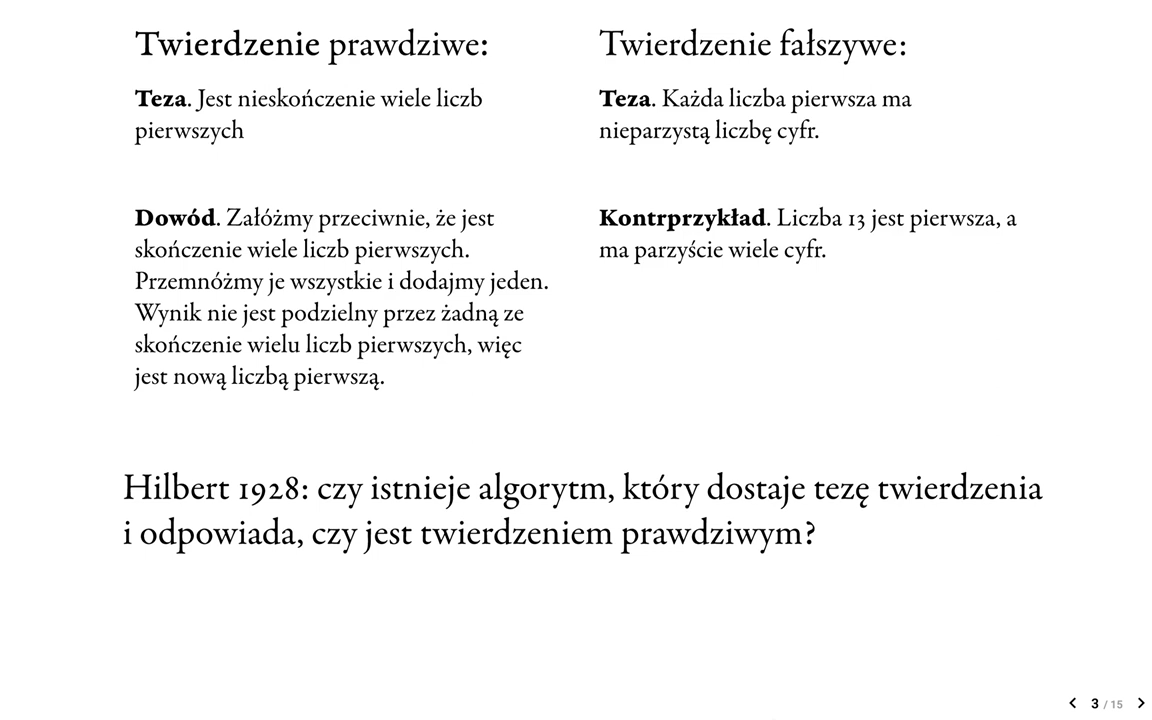 Twierdzenie prawdziwe:
Teza. Jest nieskończenie wiele liczb
pierwszych
Dowód. Załóżmy przeciwnie, że jest
skończenie wiele liczb pierwszych.
Przemnóżmy je wszystkie i dodajmy jeden.
Wynik nie jest podzielny przez żadną ze
skończenie wielu liczb pierwszych, więc
jest nową liczbą pierwszą.
Twierdzenie fałszywe:
Teza. Każda liczba pierwsza ma
nieparzystą liczbę cyfr.
Kontrprzykład. Liczba 13 jest pierwsza, a
ma parzyście wiele cyfr.
Hilbert 1928: czy istnieje algorytm, który dostaje tezę twierdzenia
i odpowiada, czy jest twierdzeniem prawdziwym?
3 / 15